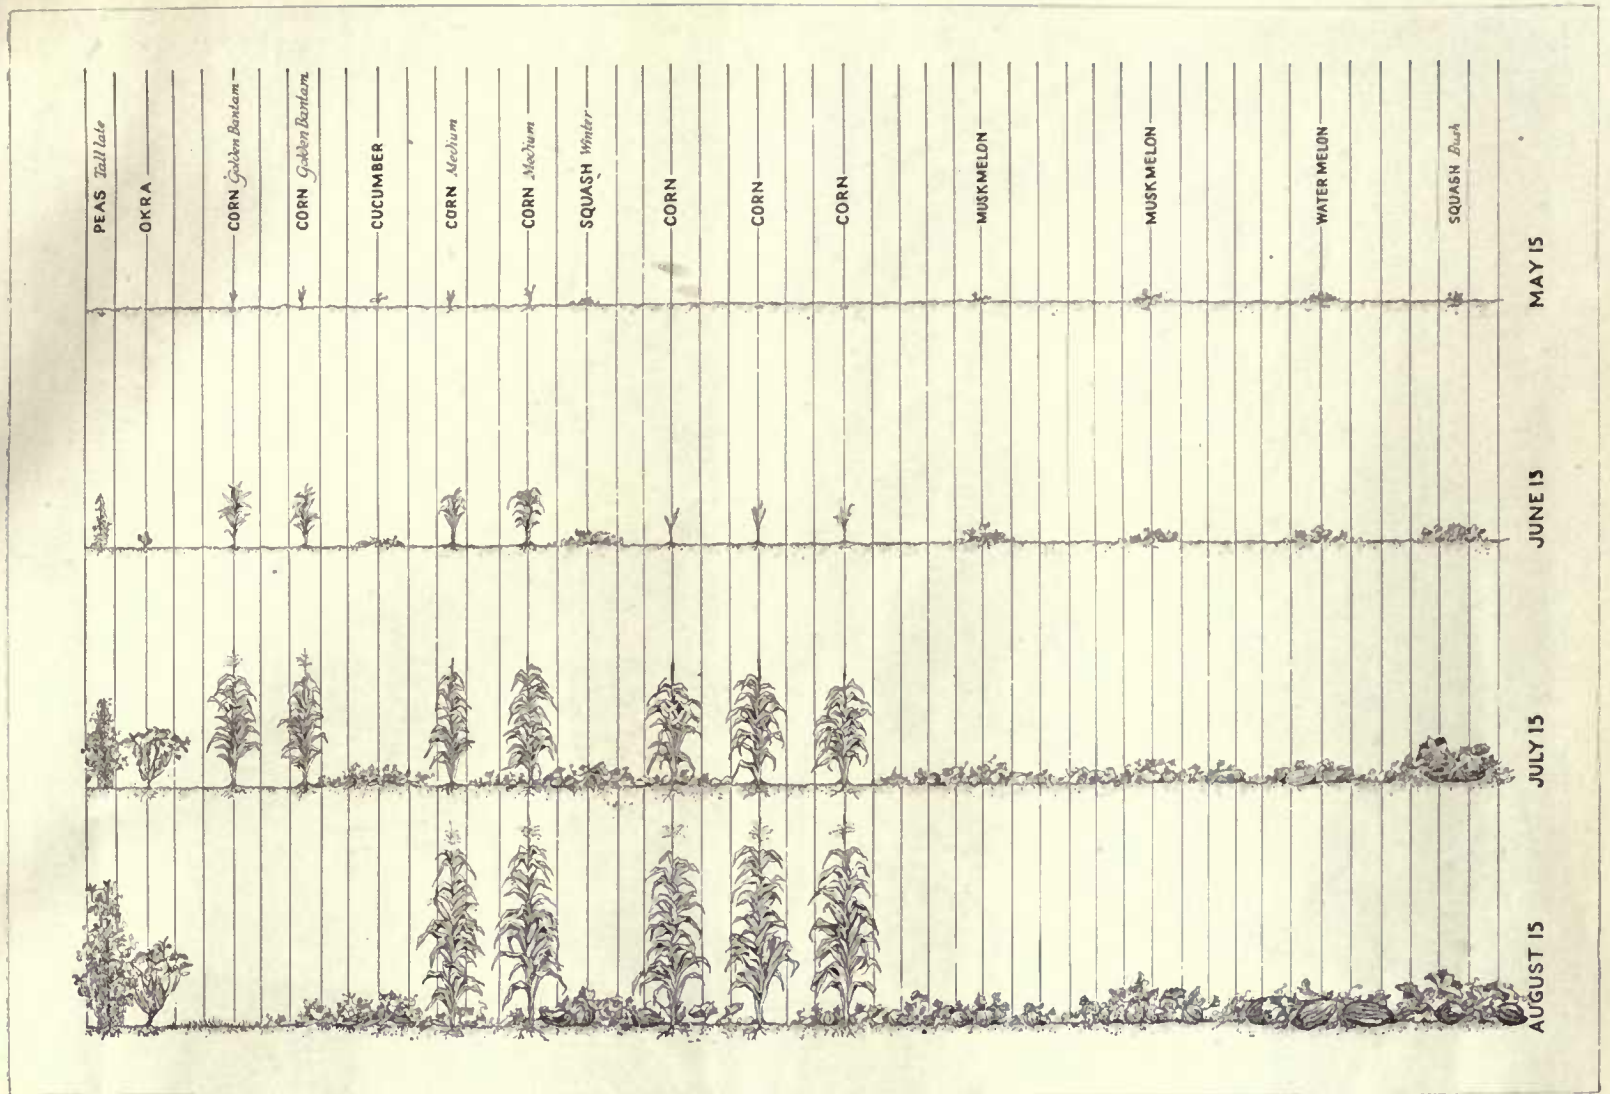 PEAS Tall late
OKRA
CORN Golden Bantam
CORN Golden Bantam
CUCUMBER
CORN Medium
CORN Medium
SQUASH Winter
CORN
CORN
CORN
MUSKMELON
MUSKMELON
WATERMELON
SQUASH Bush
MAY 15
JUNE 15
JULY 15
AUGUST 15